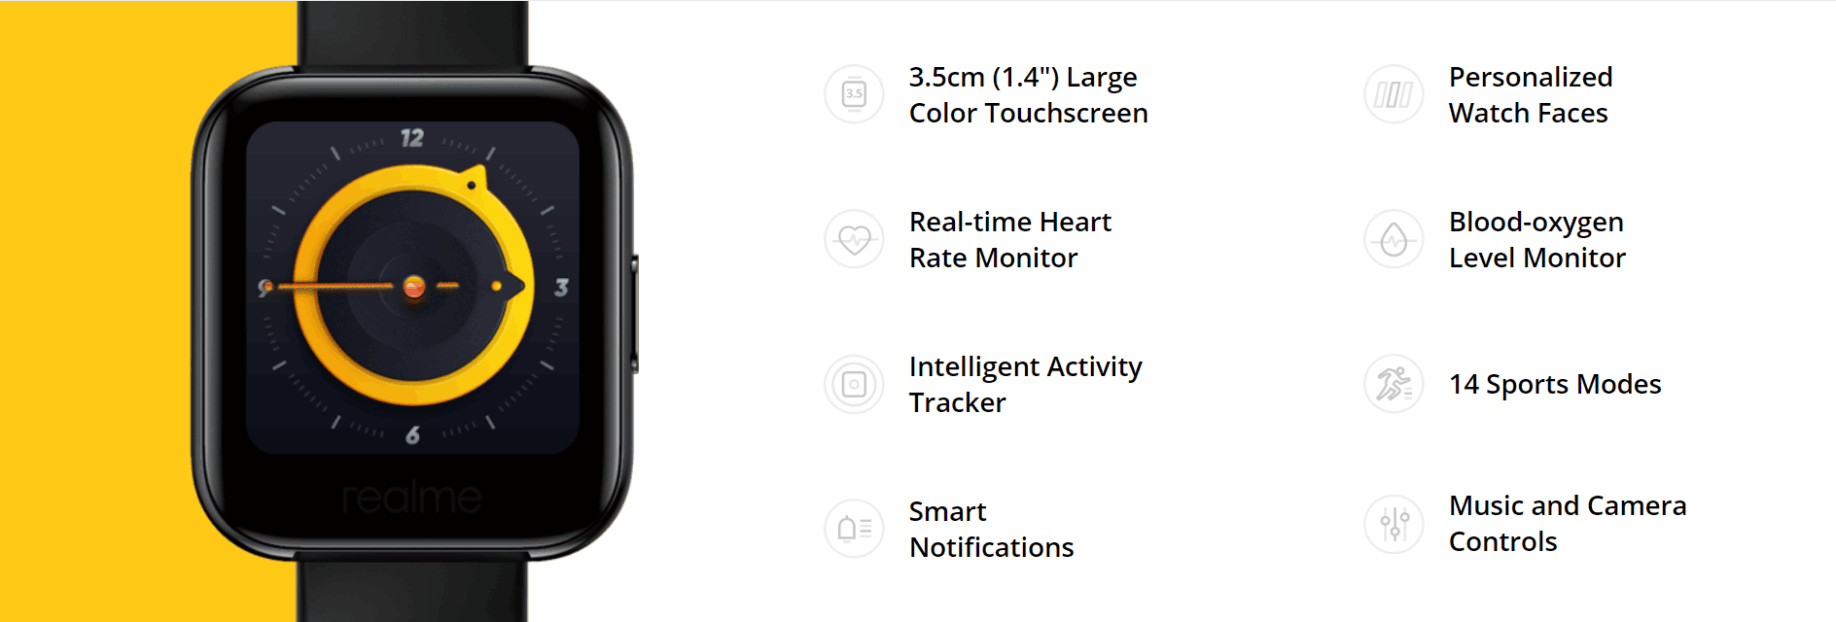 12
9
3
6
realme
3.5
3.5cm (1.4") Large
Color Touchscreen
Personalized
Watch Faces
Real-time Heart
Rate Monitor
Blood-oxygen
Level Monitor
Intelligent Activity
Tracker
14 Sports Modes
Smart
Notifications
Music and Camera
Controls